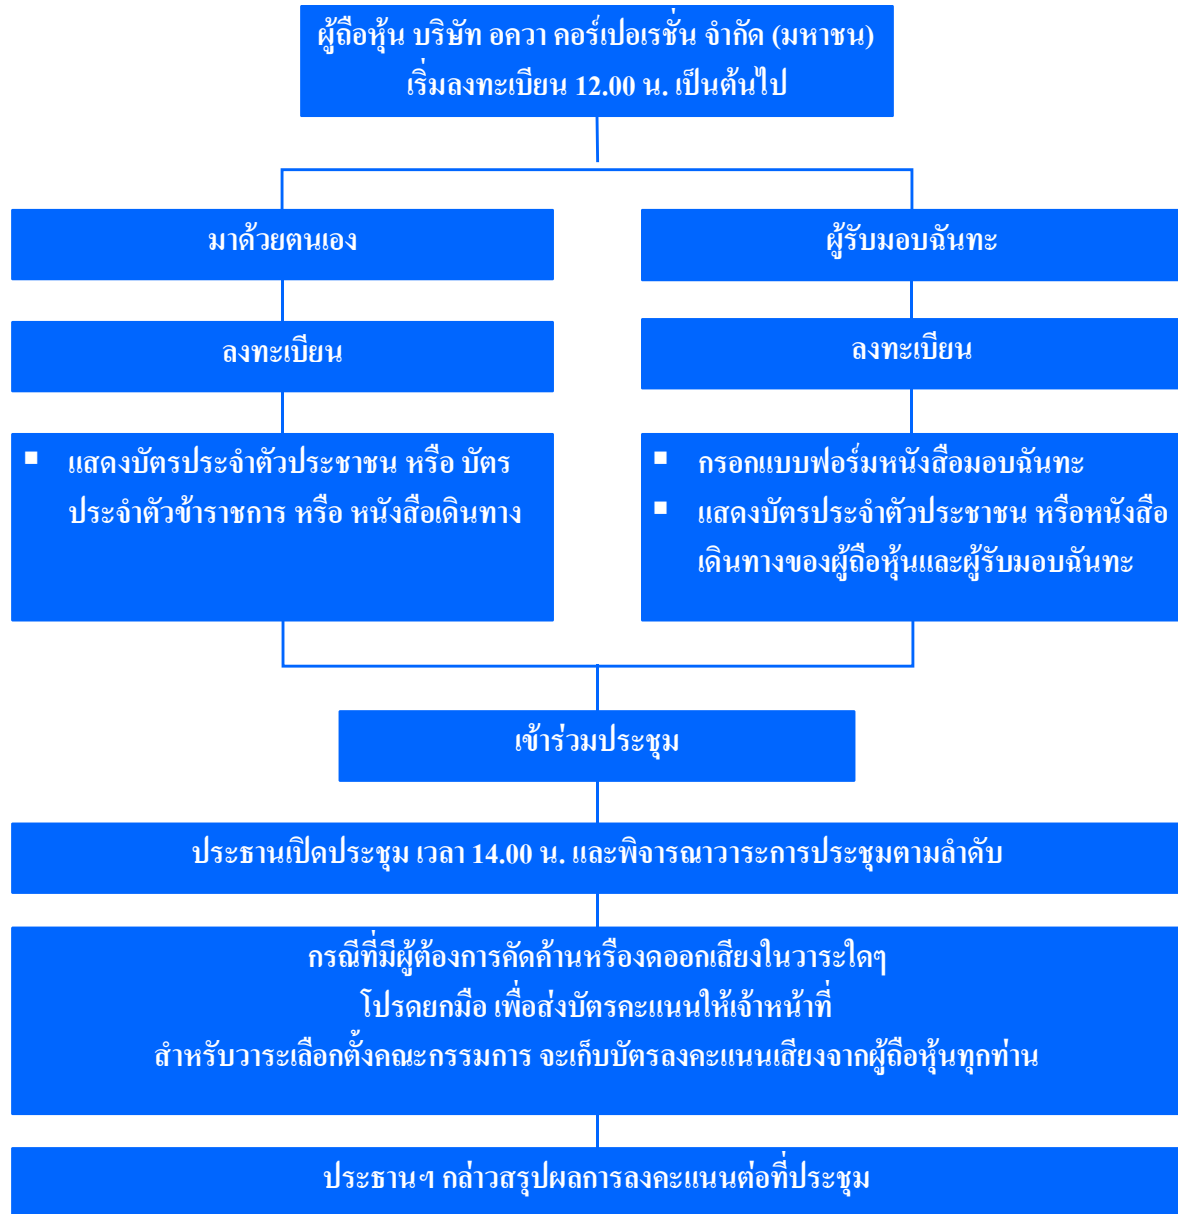 ผู้ถือหุ้น บริษัท อควา คอร์เปอเรชั่น จำกัด (มหาชน)
เริ่มลงทะเบียน 12.00 น. เป็นต้นไป
มาด้วยตนเอง
ผู้รับมอบฉันทะ
ลงทะเบียน
ลงทะเบียน
▪ แสดงบัตรประจำตัวประชาชน หรือ บัตร
ประจำตัวข้าราชการ หรือ หนังสือเดินทาง
▪ กรอกแบบฟอร์มหนังสือมอบฉันทะ
▪ แสดงบัตรประจำตัวประชาชน หรือหนังสือ
เดินทางของผู้ถือหุ้นและผู้รับมอบฉันทะ
เข้าร่วมประชุม
ประธานเปิดประชุม เวลา 14.00 น. และพิจารณาวาระการประชุมตามลำดับ
กรณีที่มีผู้ต้องการคัดค้านหรืองดออกเสียงในวาระใดๆ
โปรดยกมือ เพื่อส่งบัตรคะแนนให้เจ้าหน้าที่
สำหรับวาระเลือกตั้งคณะกรรมการ จะเก็บบัตรลงคะแนนเสียงจากผู้ถือหุ้นทุกท่าน
ประธานฯ กล่าวสรุปผลการลงคะแนนต่อที่ประชุม